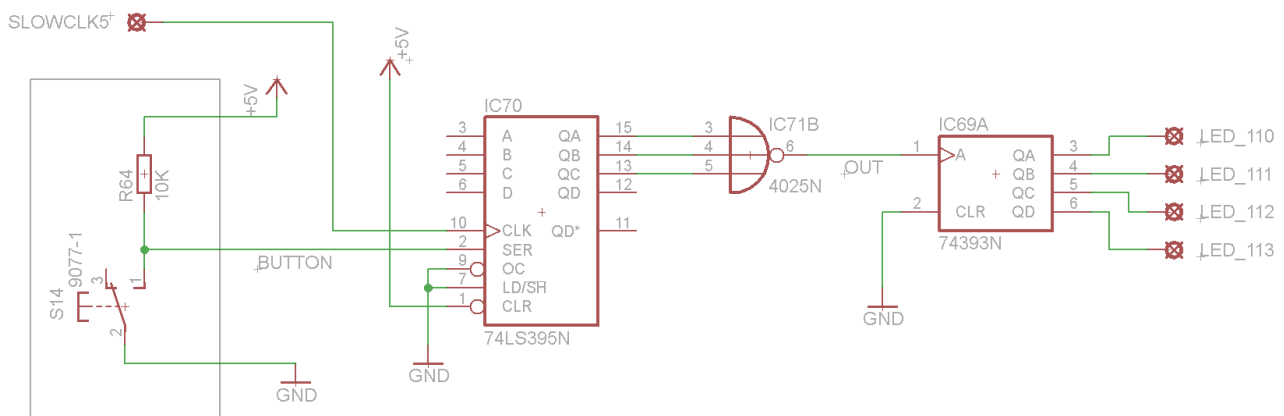 SLOWCLK5
+5V
+5V
R64
10K
S14
9077-1
3
1
2
GND
BUTTON
IC70
3 A QA 15
4 B QB 14
5 C QC 13
6 D QD 12
10 CLK QD* 11
2 SER
9 OC
7 LD/SH
1 CLR
74LS395N
GND
IC71B
3
4
5
6
4025N
OUT
IC69A
1 A QA 3
QB 4
QC 5
2 CLR QD 6
74393N
GND
LED_110
LED_111
LED_112
LED_113